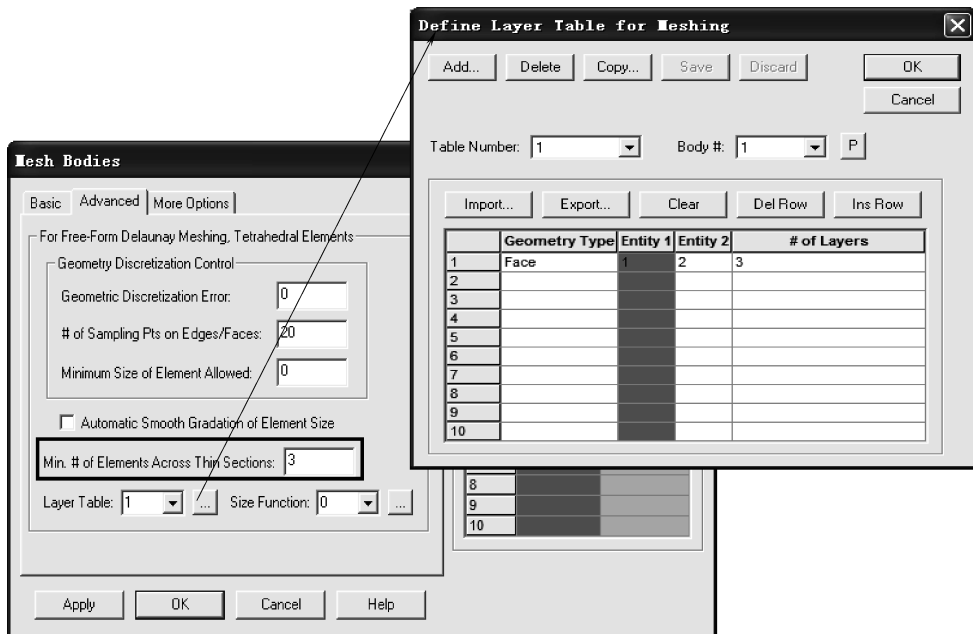 Define Layer Table for Meshing
Add... Delete Copy... Save Discard OK
Cancel
Table Number: 1 Body #: 1 P
Import... Export... Clear Del Row Ins Row
Geometry Type Entity 1 Entity 2 # of Layers
1 Face 1 2 3
2
3
4
5
6
7
8
9
10
Mesh Bodies
Basic Advanced More Options
For Free-Form Delaunay Meshing, Tetrahedral Elements
Geometry Discretization Control
Geometric Discretization Error: 0
# of Sampling Pts on Edges/Faces: 20
Minimum Size of Element Allowed: 0
Automatic Smooth Gradation of Element Size
Min. # of Elements Across Thin Sections: 3
Layer Table: 1 ... Size Function: 0 ...
8
9
10
Apply OK Cancel Help